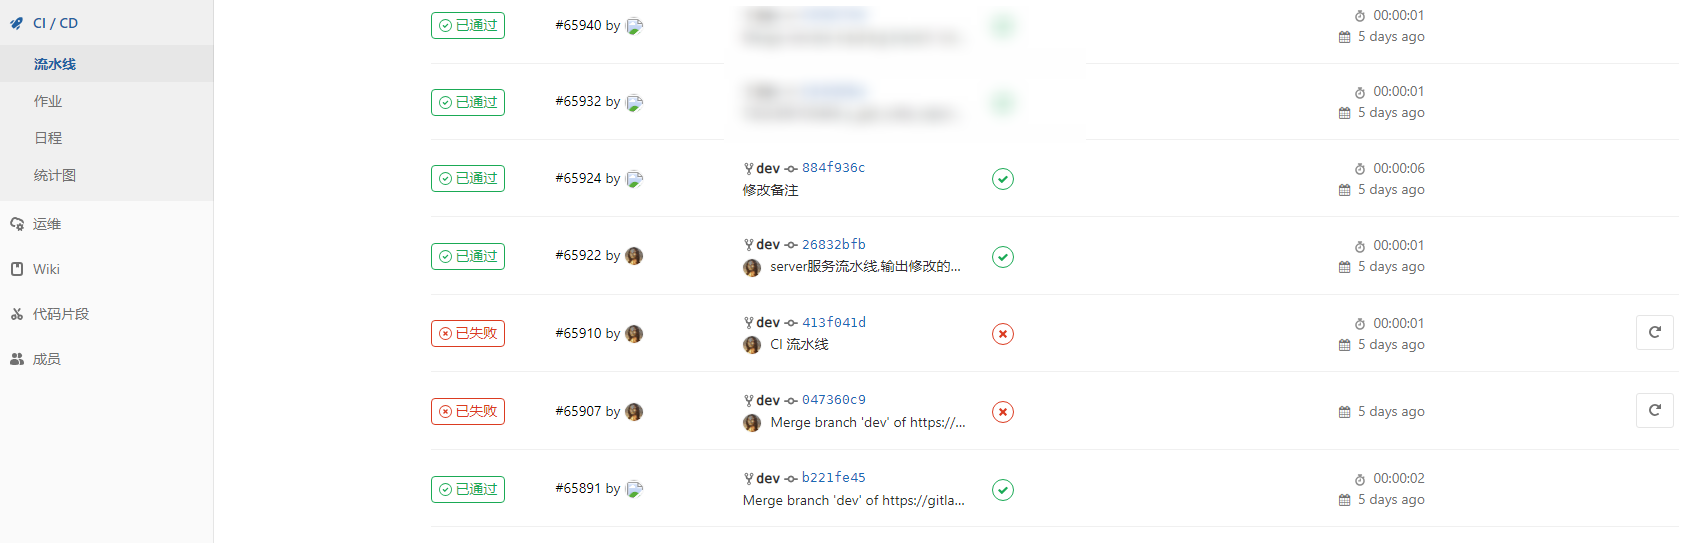 CI / CD
流水线
作业
日程
统计图
运维
Wiki
代码片段
成员
已通过 #65940 by 00:00:01
5 days ago
已通过 #65932 by 00:00:01
5 days ago
已通过 #65924 by dev 884f936c 00:00:06
修改备注 5 days ago
已通过 #65922 by dev 26832bfb 00:00:01
server服务流水线,输出修改的... 5 days ago
已失败 #65910 by dev 413f041d 00:00:01
CI 流水线 5 days ago
已失败 #65907 by dev 047360c9 5 days ago
Merge branch 'dev' of https://...
已通过 #65891 by dev b221fe45 00:00:02
Merge branch 'dev' of https://gitla... 5 days ago